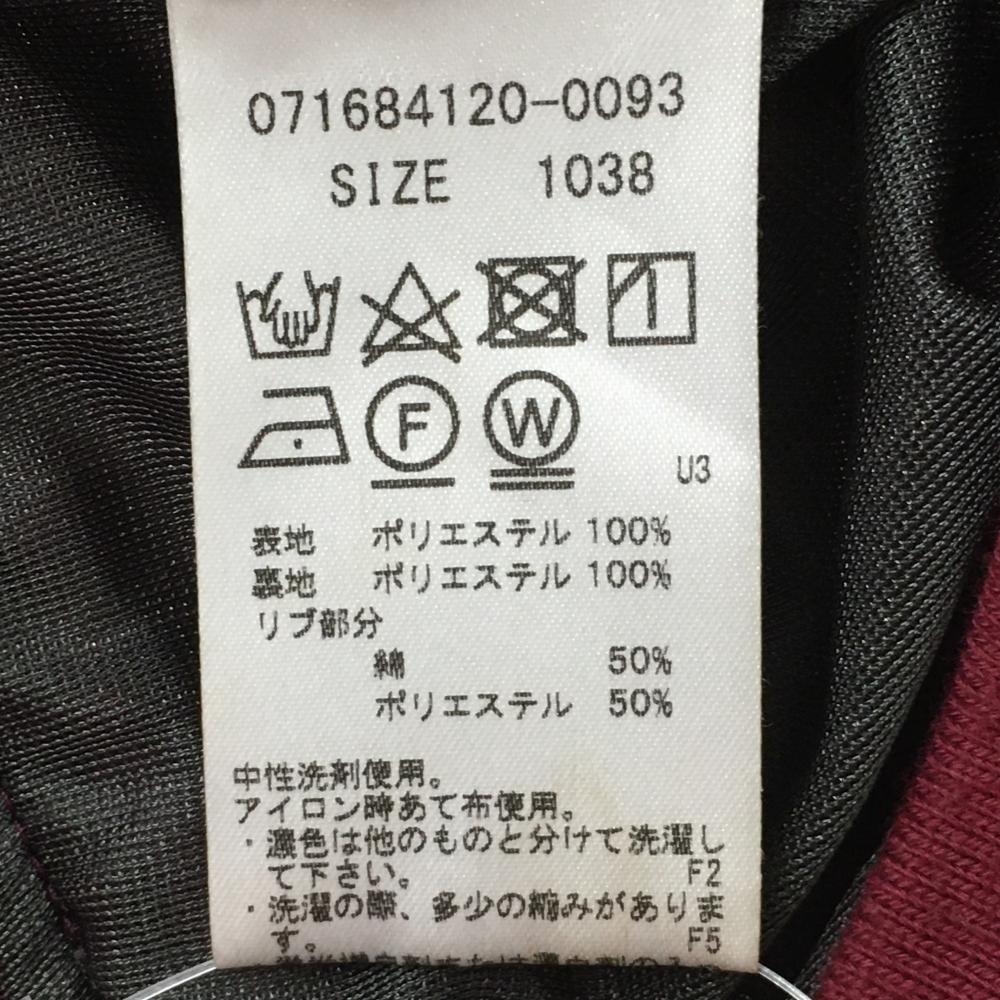 071684120-0093
SIZE 1038
F W
U3
表地 ポリエステル 100%
裏地 ポリエステル 100%
リブ部分
綿 50%
ポリエステル 50%
中性洗剤使用。
アイロン時あて布使用。
・濃色は他のものと分けて洗濯し
て下さい。 F2
・洗濯の際、多少の縮みがありま
す。 F5